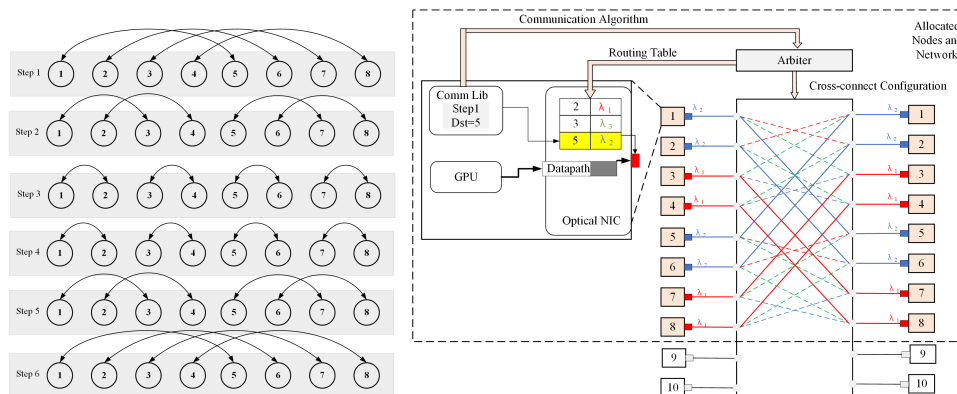 Step 1
1 2 3 4 5 6 7 8
Step 2
1 2 3 4 5 6 7 8
Step 3
1 2 3 4 5 6 7 8
Step 4
1 2 3 4 5 6 7 8
Step 5
1 2 3 4 5 6 7 8
Step 6
1 2 3 4 5 6 7 8
Communication Algorithm
Allocated
Nodes and
Network
Routing Table
Arbiter
Cross-connect Configuration
Comm Lib
Step1
Dst=5
2 λ1
3 λ3
5 λ2
GPU
Datapath
Optical NIC
1 λ2 λ2 1
2 λ2 λ2 2
3 λ1 λ1 3
4 λ1 λ1 4
5 λ2 λ2 5
6 λ2 λ2 6
7 λ1 λ1 7
8 λ1 λ1 8
9 9
10 10